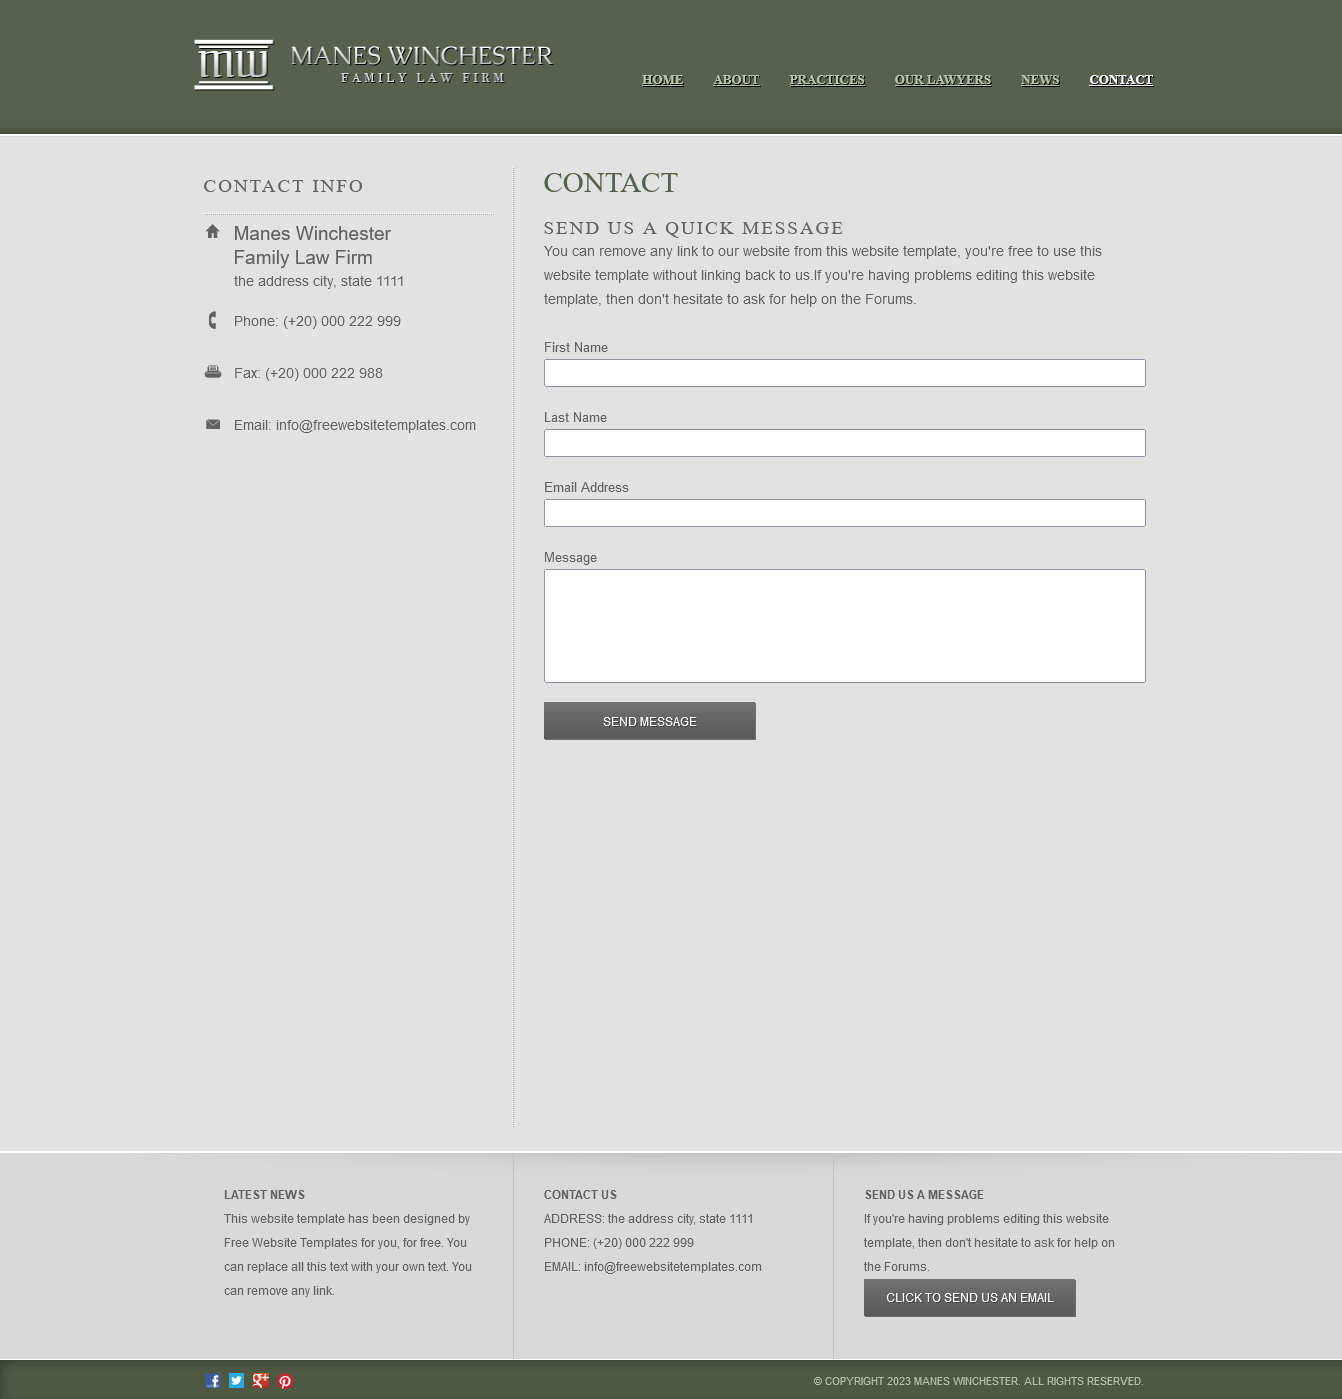 mw
MANES WINCHESTER
FAMILY LAW FIRM
HOME ABOUT PRACTICES OUR LAWYERS NEWS CONTACT
CONTACT INFO
Manes Winchester
Family Law Firm
the address city, state 1111
Phone: (+20) 000 222 999
Fax: (+20) 000 222 988
Email: info@freewebsitetemplates.com
CONTACT
SEND US A QUICK MESSAGE
You can remove any link to our website from this website template, you're free to use this
website template without linking back to us.If you're having problems editing this website
template, then don't hesitate to ask for help on the Forums.
First Name
Last Name
Email Address
Message
SEND MESSAGE
LATEST NEWS
This website template has been designed by
Free Website Templates for you, for free. You
can replace all this text with your own text. You
can remove any link.
CONTACT US
ADDRESS: the address city, state 1111
PHONE: (+20) 000 222 999
EMAIL: info@freewebsitetemplates.com
SEND US A MESSAGE
If you're having problems editing this website
template, then don't hesitate to ask for help on
the Forums.
CLICK TO SEND US AN EMAIL
© COPYRIGHT 2023 MANES WINCHESTER. ALL RIGHTS RESERVED.